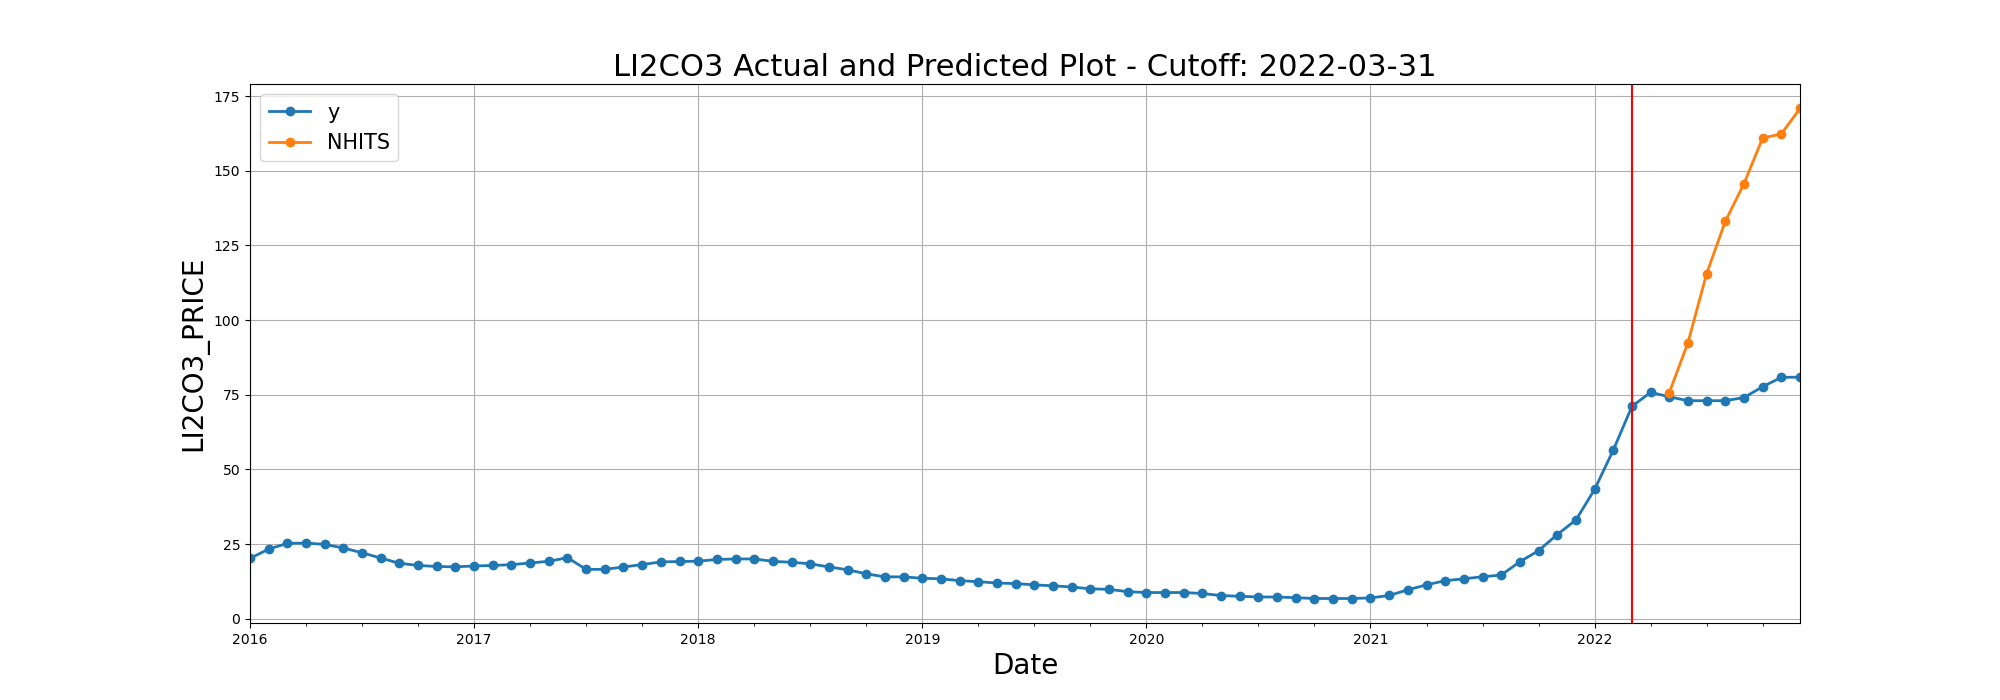 LI2CO3 Actual and Predicted Plot - Cutoff: 2022-03-31
y
NHITS
LI2CO3_PRICE
175
150
125
100
75
50
25
0
2016 2017 2018 2019 2020 2021 2022
Date